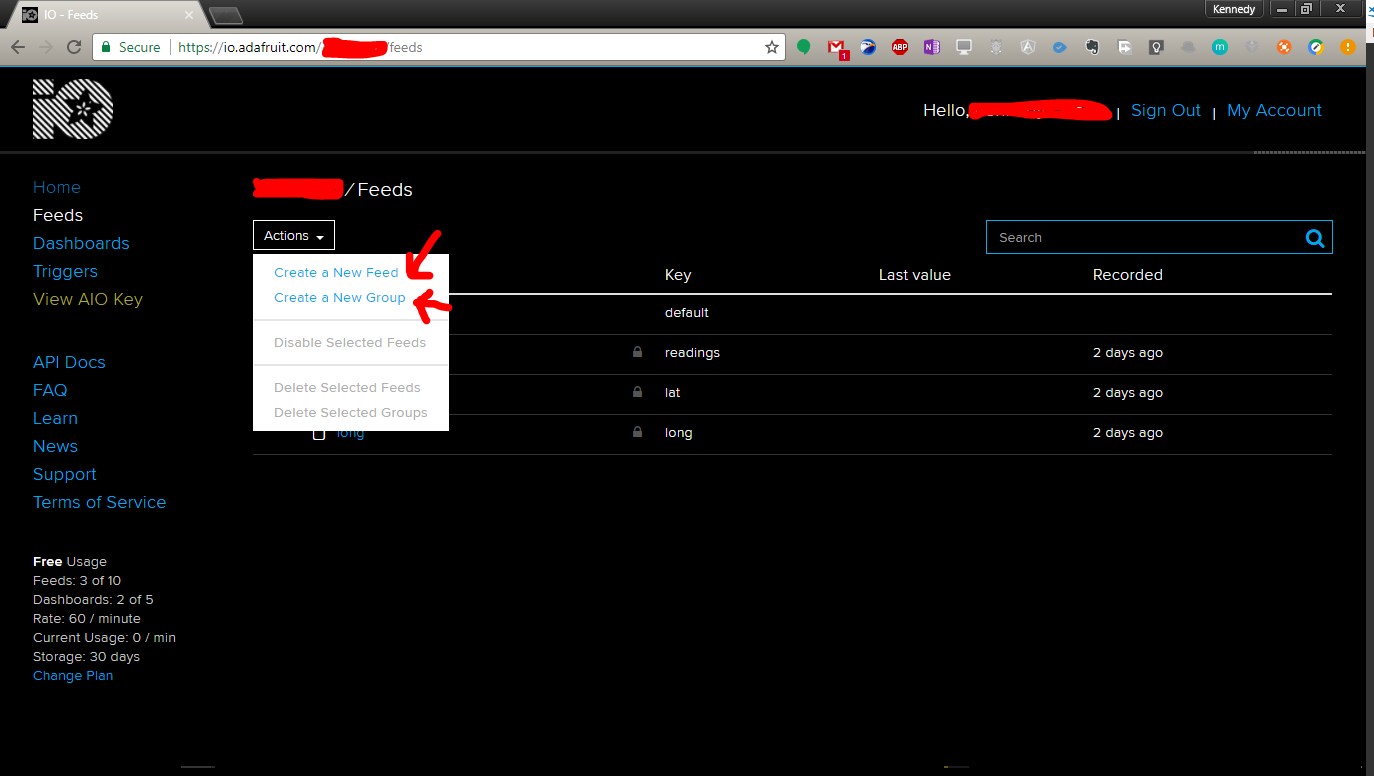 IO - Feeds
Kennedy
Secure
https://io.adafruit.com/
/feeds
1
ABP
N
m
iO
Hello,
| Sign Out | My Account
Home
Feeds
Dashboards
Triggers
View AIO Key
API Docs
FAQ
Learn
News
Support
Terms of Service
Free Usage
Feeds: 3 of 10
Dashboards: 2 of 5
Rate: 60 / minute
Current Usage: 0 / min
Storage: 30 days
Change Plan
/ Feeds
Actions
Search
Create a New Feed
Create a New Group
Disable Selected Feeds
Delete Selected Feeds
Delete Selected Groups
Key Last value Recorded
default
readings 2 days ago
lat 2 days ago
long long 2 days ago